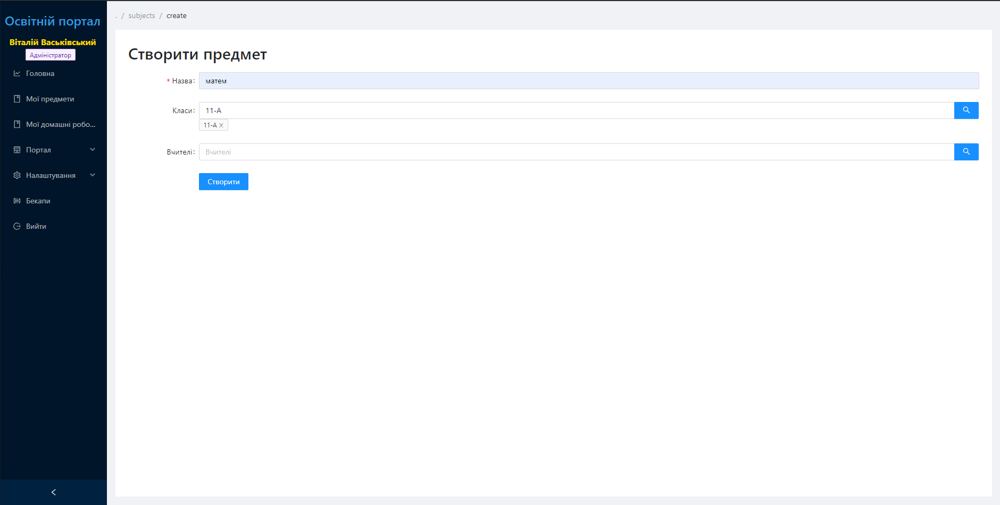 Освітній портал
Віталій Васьківський
Адміністратор
Головна
Мої предмети
Мої домашні робо...
Портал
Налаштування
Бекапи
Вийти
. / subjects / create
Створити предмет
* Назва: матем
Класи: 11-А
11-А
Вчителі: Вчителі
Створити